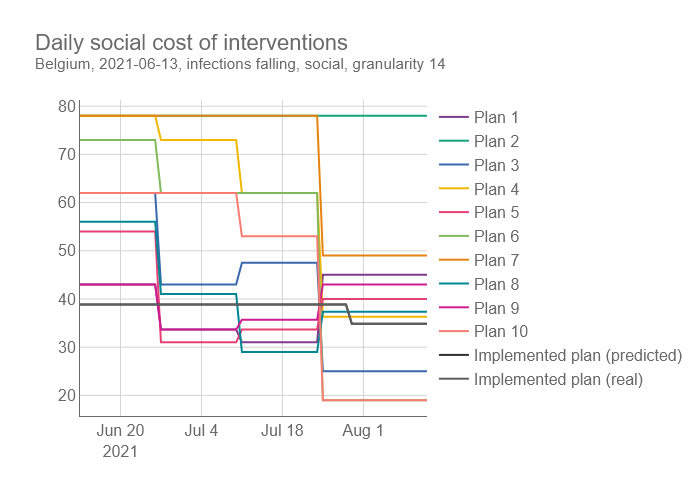 Daily social cost of interventions
Belgium, 2021-06-13, infections falling, social, granularity 14
80
70
60
50
40
30
20
Jun 20
2021
Jul 4
Jul 18
Aug 1
Plan 1
Plan 2
Plan 3
Plan 4
Plan 5
Plan 6
Plan 7
Plan 8
Plan 9
Plan 10
Implemented plan (predicted)
Implemented plan (real)